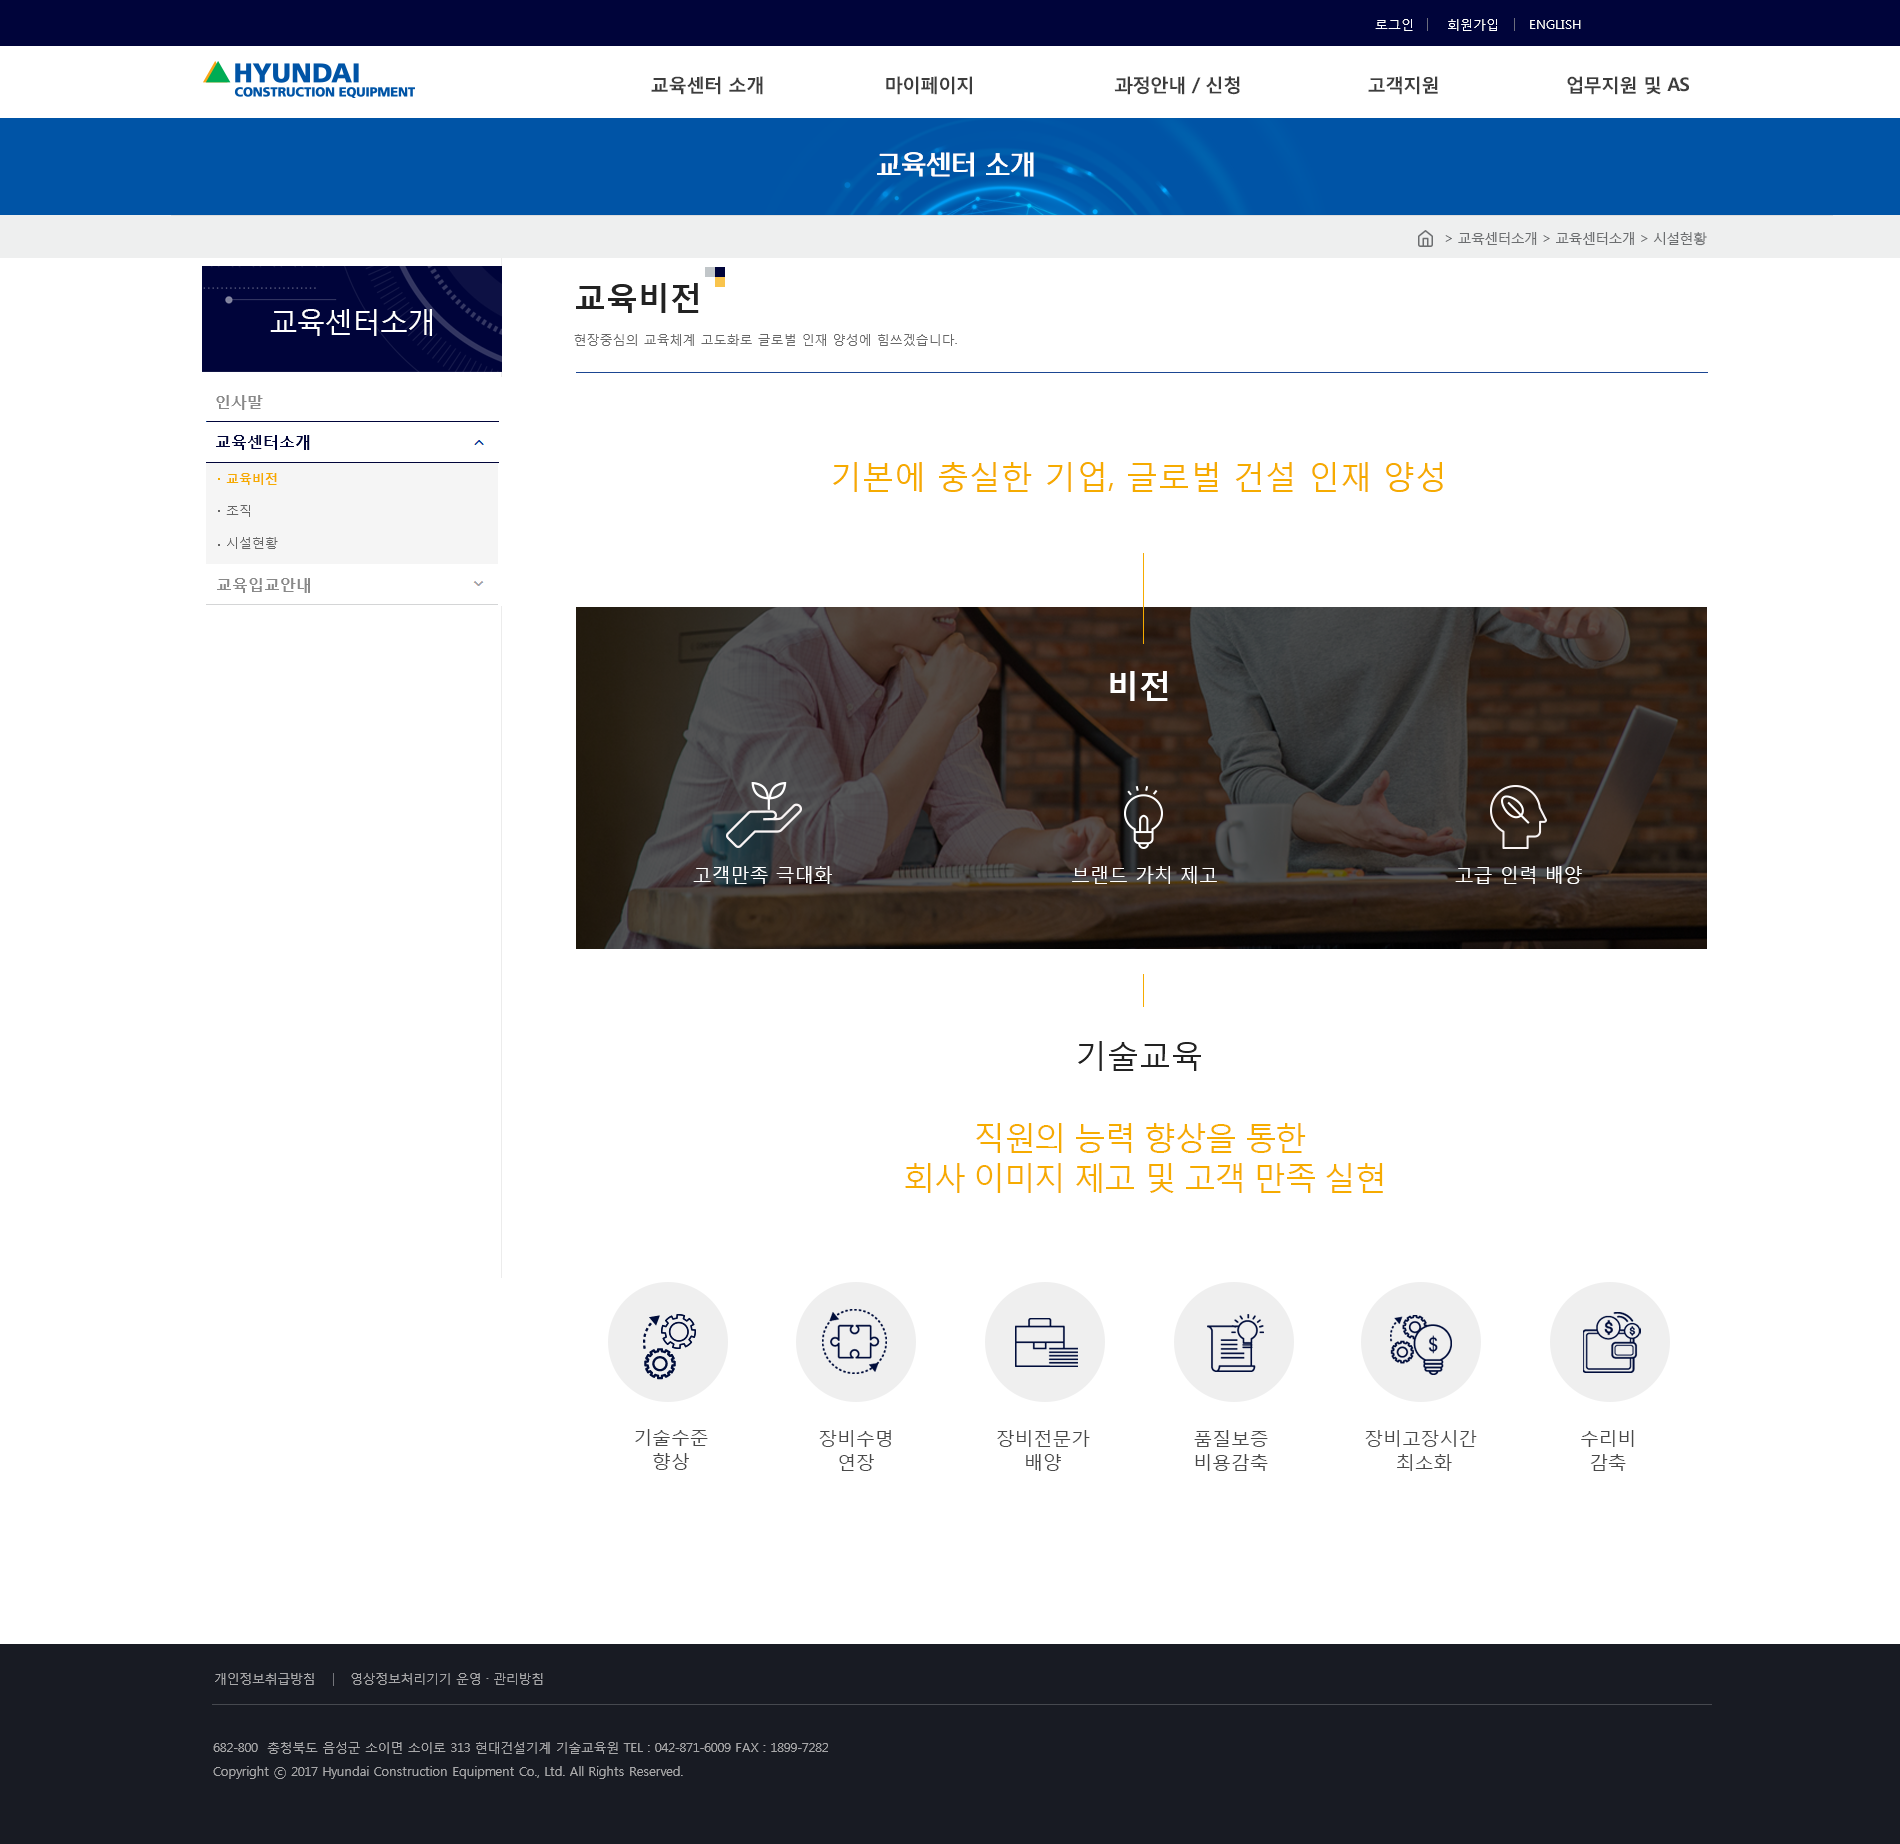 로그인 | 회원가입 | ENGLISH
HYUNDAI
CONSTRUCTION EQUIPMENT
교육센터 소개 마이페이지 과정안내 / 신청 고객지원 업무지원 및 AS
교육센터 소개
> 교육센터소개 > 교육센터소개 > 시설현황
교육센터소개
인사말
교육센터소개
· 교육비전
· 조직
· 시설현황
교육입교안내
교육비전
현장중심의 교육체계 고도화로 글로벌 인재 양성에 힘쓰겠습니다.
기본에 충실한 기업, 글로벌 건설 인재 양성
비전
고객만족 극대화 브랜드 가치 제고 고급 인력 배양
기술교육
직원의 능력 향상을 통한
회사 이미지 제고 및 고객 만족 실현
기술수준
향상
장비수명
연장
장비전문가
배양
품질보증
비용감축
장비고장시간
최소화
수리비
감축
개인정보취급방침 | 영상정보처리기기 운영 · 관리방침
682-800 충청북도 음성군 소이면 소이로 313 현대건설기계 기술교육원 TEL : 042-871-6009 FAX : 1899-7282
Copyright ⓒ 2017 Hyundai Construction Equipment Co., Ltd. All Rights Reserved.